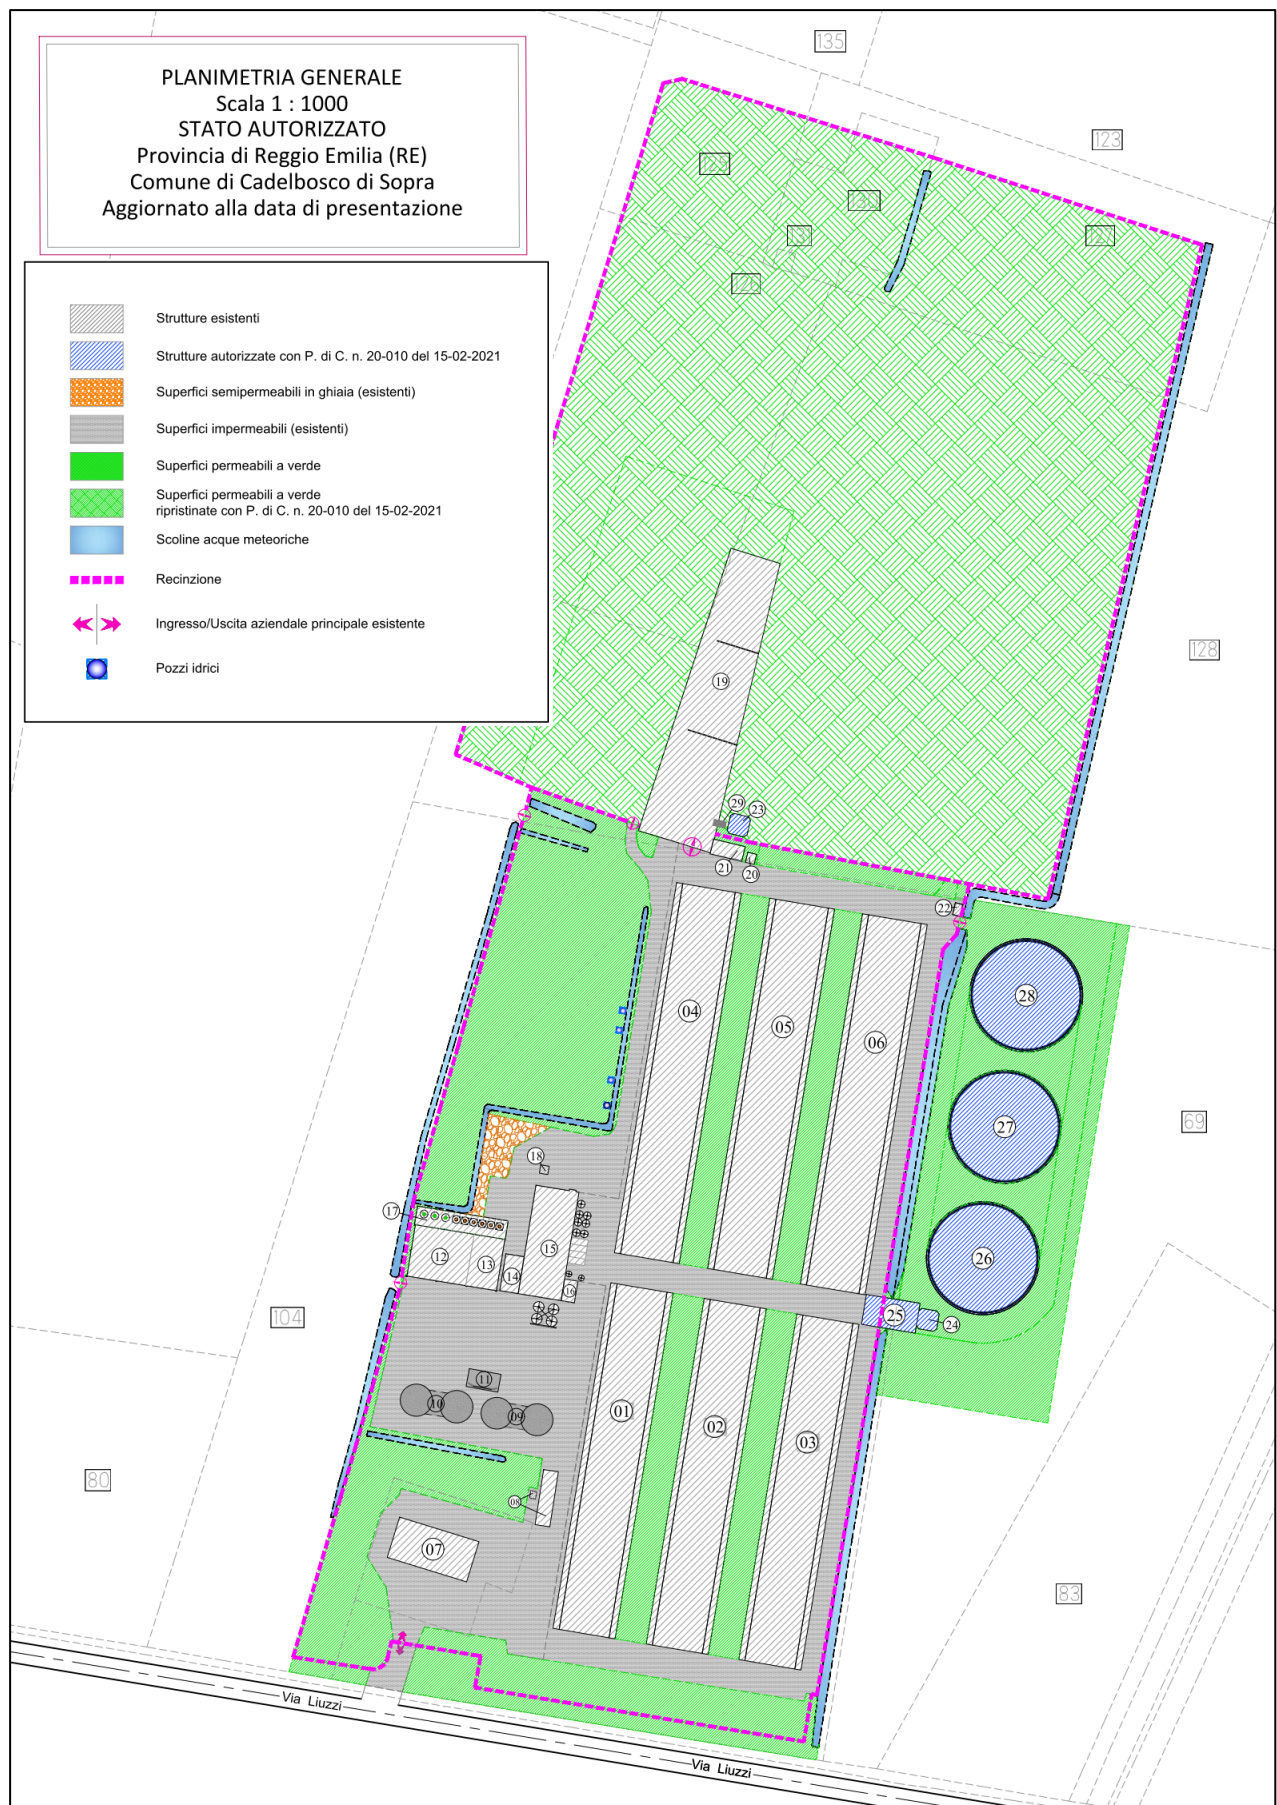 PLANIMETRIA GENERALE
Scala 1 : 1000
STATO AUTORIZZATO
Provincia di Reggio Emilia (RE)
Comune di Cadelbosco di Sopra
Aggiornato alla data di presentazione
Strutture esistenti
Strutture autorizzate con P. di C. n. 20-010 del 15-02-2021
Superfici semipermeabili in ghiaia (esistenti)
Superfici impermeabili (esistenti)
Superfici permeabili a verde
Superfici permeabili a verde
ripristinate con P. di C. n. 20-010 del 15-02-2021
Scoline acque meteoriche
Recinzione
Ingresso/Uscita aziendale principale esistente
Pozzi idrici
135
123
127
126
128
19
29
23
21
20
22
28
04
05
06
27
69
18
17
12
13
14
15
16
26
25
24
104
11
10
09
01
02
03
80
08
07
83
Via Liuzzi
Via Liuzzi